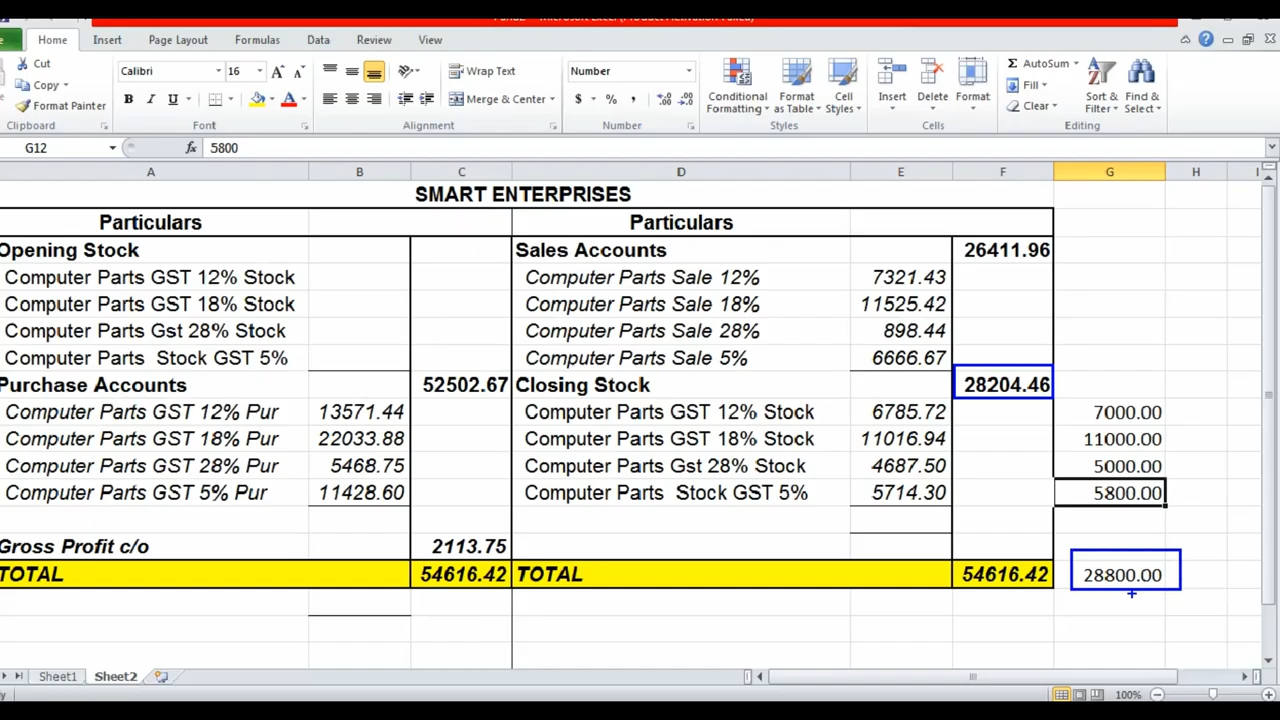 Home Insert Page Layout Formulas Data Review View
Cut
Copy
Format Painter
Clipboard
Calibri 16
Font
Wrap Text
Merge & Center
Alignment
Number
$ % ,
Number
Conditional Formatting
Format as Table
Cell Styles
Styles
Insert Delete Format
Cells
AutoSum
Fill
Clear
Sort & Filter
Find & Select
Editing
G12 fx 5800
A B C D E F G H I
SMART ENTERPRISES
Particulars Particulars
Opening Stock Sales Accounts 26411.96
Computer Parts GST 12% Stock Computer Parts Sale 12% 7321.43
Computer Parts GST 18% Stock Computer Parts Sale 18% 11525.42
Computer Parts Gst 28% Stock Computer Parts Sale 28% 898.44
Computer Parts Stock GST 5% Computer Parts Sale 5% 6666.67
Purchase Accounts 52502.67 Closing Stock 28204.46
Computer Parts GST 12% Pur 13571.44 Computer Parts GST 12% Stock 6785.72 7000.00
Computer Parts GST 18% Pur 22033.88 Computer Parts GST 18% Stock 11016.94 11000.00
Computer Parts GST 28% Pur 5468.75 Computer Parts Gst 28% Stock 4687.50 5000.00
Computer Parts GST 5% Pur 11428.60 Computer Parts Stock GST 5% 5714.30 5800.00
Gross Profit c/o 2113.75
TOTAL 54616.42 TOTAL 54616.42 28800.00
Sheet1 Sheet2
100%